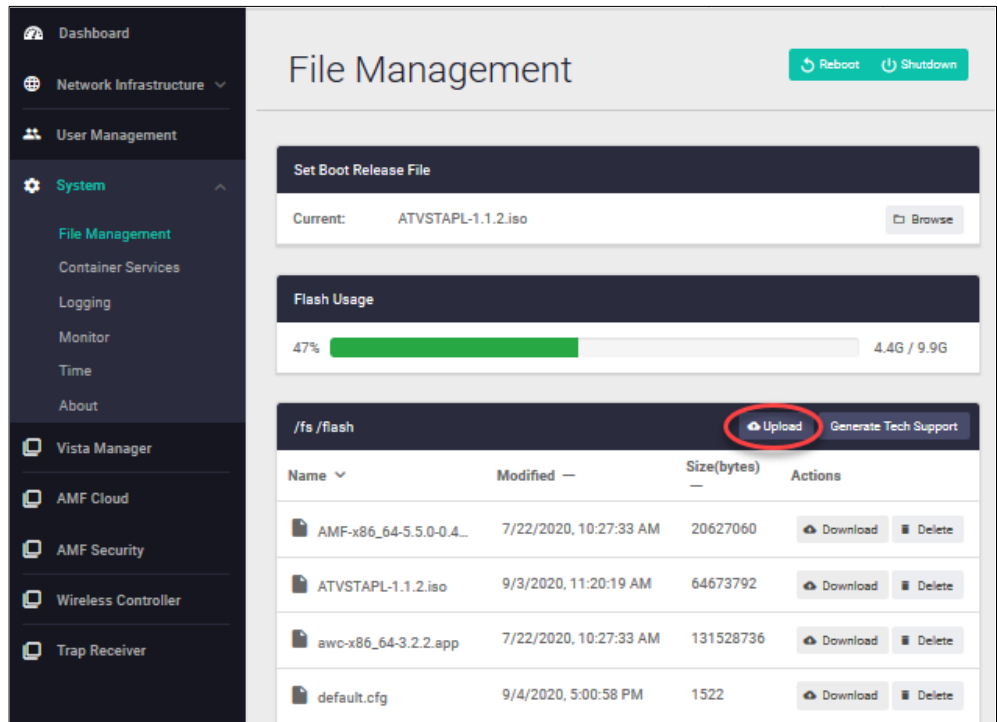 Dashboard
Network Infrastructure
User Management
System
File Management
Container Services
Logging
Monitor
Time
About
Vista Manager
AMF Cloud
AMF Security
Wireless Controller
Trap Receiver
File Management
Reboot Shutdown
Set Boot Release File
Current: ATVSTAPL-1.1.2.iso Browse
Flash Usage
47% 4.4G / 9.9G
/fs /flash Upload Generate Tech Support
Name Modified — Size(bytes) — Actions
AMF-x86_64-5.5.0-0.4... 7/22/2020, 10:27:33 AM 20627060 Download Delete
ATVSTAPL-1.1.2.iso 9/3/2020, 11:20:19 AM 64673792 Download Delete
awc-x86_64-3.2.2.app 7/22/2020, 10:27:33 AM 131528736 Download Delete
default.cfg 9/4/2020, 5:00:58 PM 1522 Download Delete